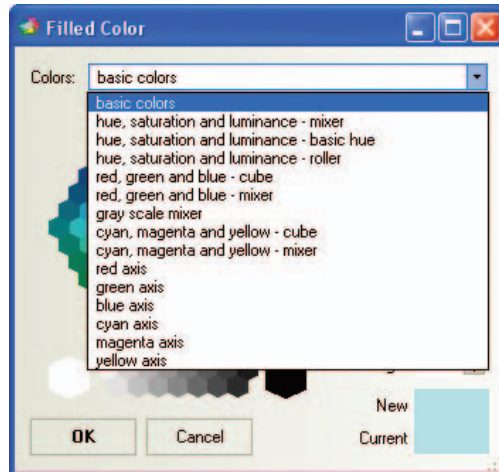 Filled Color
Colors: basic colors
basic colors
hue, saturation and luminance - mixer
hue, saturation and luminance - basic hue
hue, saturation and luminance - roller
red, green and blue - cube
red, green and blue - mixer
gray scale mixer
cyan, magenta and yellow - cube
cyan, magenta and yellow - mixer
red axis
green axis
blue axis
cyan axis
magenta axis
yellow axis
New
OK Cancel Current